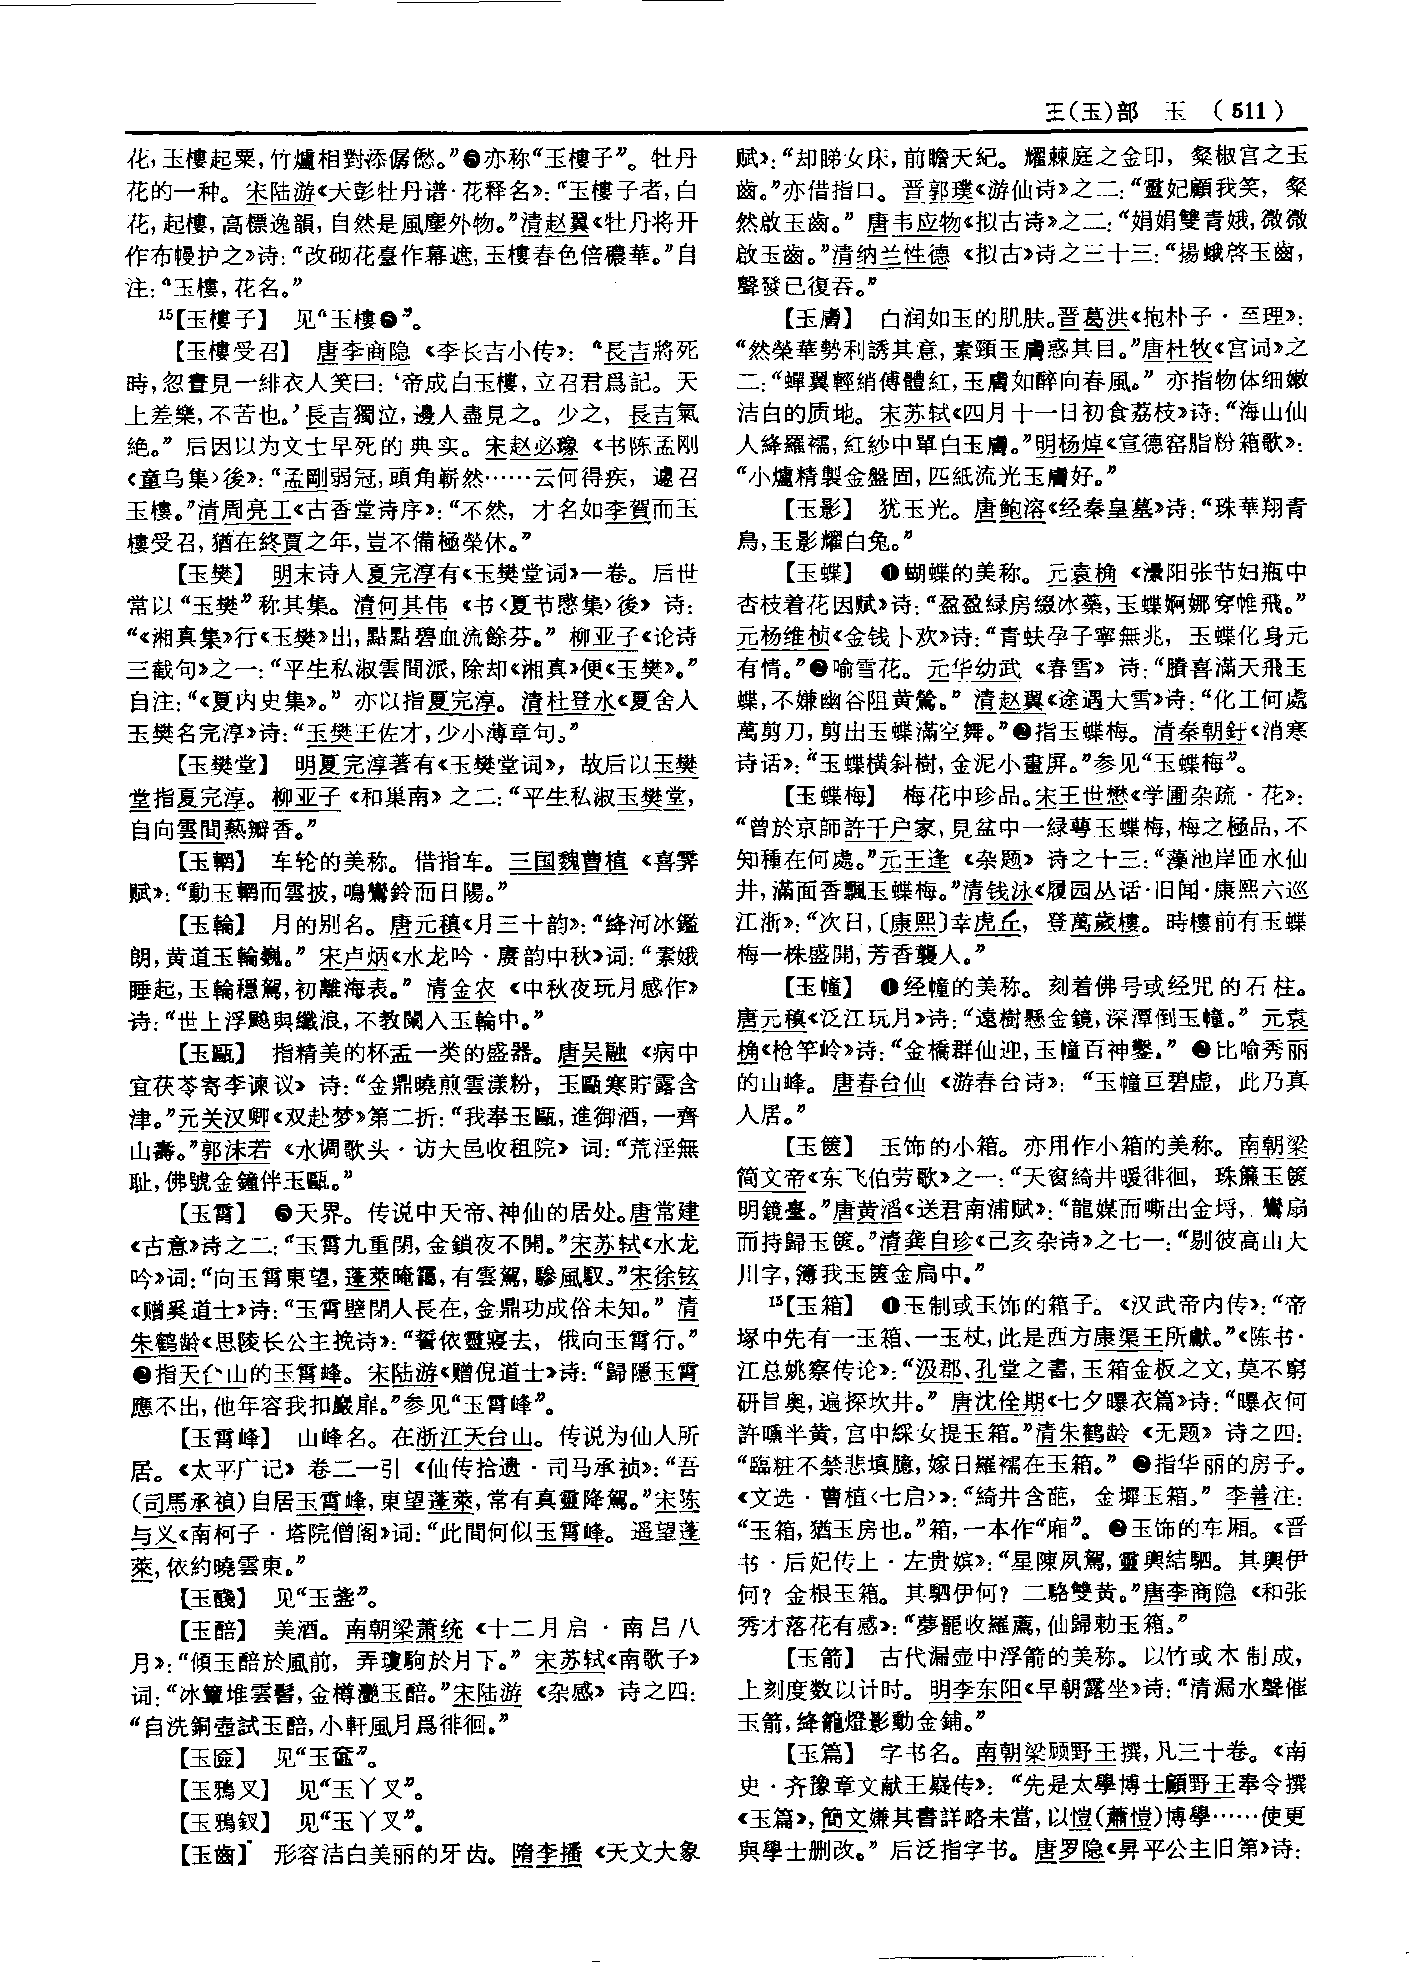 王(玉)部　玉　(511)
花，玉樓起粟，竹爐相對添僝僽。”❺亦称“玉樓子”。牡丹
花的一种。宋陆游《天彭牡丹谱·花释名》：“玉樓子者，白
花，起樓，高標逸韻，自然是風塵外物。”清赵翼《牡丹将开
作布幔护之》诗：“改砌花臺作幕遮，玉樓春色倍穠華。”自
注：“玉樓，花名。”
15【玉樓子】　见“玉樓❺”。
【玉樓受召】　唐李商隐《李长吉小传》：“長吉將死
時，忽晝見一緋衣人笑曰：‘帝成白玉樓，立召君爲記。天
上差樂，不苦也。’長吉獨泣，邊人盡見之。少之，長吉氣
絶。”后因以为文士早死的典实。宋赵必𤩪《书陈孟刚
〈童乌集〉後》：“孟剛弱冠，頭角嶄然……云何得疾，遽召
玉樓。”清周亮工《古香堂诗序》：“不然，才名如李賀而玉
樓受召，猶在終賈之年，豈不備極榮休。”
【玉樊】　明末诗人夏完淳有《玉樊堂词》一卷。后世
常以“玉樊”称其集。清何其伟《书〈夏节愍集〉後》诗：
“《湘真集》行《玉樊》出，點點碧血流餘芬。”柳亚子《论诗
三截句》之一：“平生私淑雲間派，除却《湘真》便《玉樊》。”
自注：“《夏内史集》。”亦以指夏完淳。清杜登水《夏舍人
玉樊名完淳》诗：“玉樊王佐才，少小薄章句。”
【玉樊堂】　明夏完淳著有《玉樊堂词》，故后以玉樊
堂指夏完淳。柳亚子《和巢南》之二：“平生私淑玉樊堂，
自向雲間爇瓣香。”
【玉輞】　车轮的美称。借指车。三国魏曹植《喜霁
赋》：“動玉輞而雲披，鳴鸞鈴而日陽。”
【玉輪】　月的别名。唐元稹《月三十韵》：“絳河冰鑑
朗，黄道玉輪巍。”宋卢炳《水龙吟·赓韵中秋》词：“素娥
睡起，玉輪穩駕，初離海表。”清金农《中秋夜玩月感作》
诗：“世上浮颸與纖浪，不教闌入玉輪中。”
【玉甌】　指精美的杯盂一类的盛器。唐吴融《病中
宜茯苓寄李谏议》诗：“金鼎曉煎雲漾粉，玉甌寒貯露含
津。”元关汉卿《双赴梦》第二折：“我奉玉甌，進御酒，一齊
山壽。”郭沫若《水调歌头·访大邑收租院》词：“荒淫無
耻，佛號金鐘伴玉甌。”
【玉霄】　❶天界。传说中天帝、神仙的居处。唐常建
《古意》诗之二：“玉霄九重閉，金鎖夜不開。”宋苏轼《水龙
吟》词：“向玉霄東望，蓬萊晻靄，有雲駕，驂風馭。”宋徐铉
《赠奚道士》诗：“玉霄壁閉人長在，金鼎功成俗未知。”清
朱鹤龄《思陵长公主挽诗》：“誓依靈寢去，俄向玉霄行。”
❷指天台山的玉霄峰。宋陆游《赠倪道士》诗：“歸隱玉霄
應不出，他年容我扣巖扉。”参见“玉霄峰”。
【玉霄峰】　山峰名。在浙江天台山。传说为仙人所
居。《太平广记》卷二一引《仙传拾遗·司马承祯》：“吾
(司馬承禎)自居玉霄峰，東望蓬萊，常有真靈降駕。”宋陈
与义《南柯子·塔院僧阁》词：“此間何似玉霄峰。遥望蓬
萊，依約曉雲東。”
【玉醆】　见“玉盞”。
【玉醅】　美酒。南朝梁萧统《十二月启·南吕八
月》：“傾玉醅於風前，弄瓊駒於月下。”宋苏轼《南歌子》
词：“冰簟堆雲髻，金樽灔玉醅。”宋陆游《杂感》诗之四：
“自洗銅壺試玉醅，小軒風月爲徘徊。”
【玉匳】　见“玉奩”。
【玉鴉叉】　见“玉丫叉”。
【玉鴉釵】　见“玉丫叉”。
【玉齒】　形容洁白美丽的牙齿。隋李播《天文大象
赋》：“却睇女床，前瞻天紀。耀棘庭之金印，粲椒宫之玉
齒。”亦借指口。晋郭璞《游仙诗》之二：“靈妃顧我笑，粲
然啟玉齒。”唐韦应物《拟古诗》之二：“娟娟雙青娥，微微
啟玉齒。”清纳兰性德《拟古》诗之三十三：“揚蛾啓玉齒，
聲發已復吞。”
【玉膚】　白润如玉的肌肤。晋葛洪《抱朴子·至理》：
“然榮華勢利誘其意，素頸玉膚惑其目。”唐杜牧《宫词》之
二：“蟬翼輕綃傅體紅，玉膚如醉向春風。”亦指物体细嫩
洁白的质地。宋苏轼《四月十一日初食荔枝》诗：“海山仙
人絳羅襦，紅紗中單白玉膚。”明杨焯《宣德窑脂粉箱歌》：
“小爐精製金盤固，匹紙流光玉膚好。”
【玉影】　犹玉光。唐鲍溶《经秦皇墓》诗：“珠華翔青
鳥，玉影耀白兔。”
【玉蝶】　❶蝴蝶的美称。元袁桷《濮阳张节妇瓶中
杏枝着花因赋》诗：“盈盈緑房綴冰蘂，玉蝶婀娜穿帷飛。”
元杨维桢《金钱卜欢》诗：“青蚨孕子寧無兆，玉蝶化身元
有情。”❷喻雪花。元华幼武《春雪》诗：“賸喜滿天飛玉
蝶，不嫌幽谷阻黄鶯。”清赵翼《途遇大雪》诗：“化工何處
萬剪刀，剪出玉蝶滿空舞。”❸指玉蝶梅。清秦朝釪《消寒
诗话》：“玉蝶横斜樹，金泥小畫屏。”参见“玉蝶梅”。
【玉蝶梅】　梅花中珍品。宋王世懋《学圃杂疏·花》：
“曾於京師許千户家，見盆中一緑萼玉蝶梅，梅之極品，不
知種在何處。”元王逢《杂题》诗之十三：“藻池岸匝水仙
井，滿面香飄玉蝶梅。”清钱泳《履园丛话·旧闻·康熙六巡
江浙》：“次日，〔康熙〕幸虎丘，登萬歲樓。時樓前有玉蝶
梅一株盛開，芳香襲人。”
【玉幢】　❶经幢的美称。刻着佛号或经咒的石柱。
唐元稹《泛江玩月》诗：“遠樹懸金鏡，深潭倒玉幢。”元袁
桷《枪竿岭》诗：“金橋群仙迎，玉幢百神鑿。”❷比喻秀丽
的山峰。唐春台仙《游春台诗》：“玉幢亘碧虚，此乃真
人居。”
【玉篋】　玉饰的小箱。亦用作小箱的美称。南朝梁
简文帝《东飞伯劳歌》之一：“天窗綺井暖徘徊，珠簾玉篋
明鏡臺。”唐黄滔《送君南浦赋》：“龍媒而嘶出金埒，鸞扇
而持歸玉篋。”清龚自珍《己亥杂诗》之七一：“剔彼高山大
川字，簿我玉篋金扃中。”
15【玉箱】　❶玉制或玉饰的箱子。《汉武帝内传》：“帝
塚中先有一玉箱、一玉杖，此是西方康渠王所獻。”《陈书·
江总姚察传论》：“汲郡、孔堂之書，玉箱金板之文，莫不窮
研旨奥，遍探坎井。”唐沈佺期《七夕曝衣篇》诗：“曝衣何
許曛半黄，宫中綵女提玉箱。”清朱鹤龄《无题》诗之四：
“臨粧不禁悲填臆，嫁日羅襦在玉箱。”❷指华丽的房子。
《文选·曹植〈七启〉》：“綺井含葩，金墀玉箱。”李善注：
“玉箱，猶玉房也。”箱，一本作“廂”。❸玉饰的车厢。《晋
书·后妃传上·左贵嫔》：“星陳夙駕，靈輿結駟。其輿伊
何？金根玉箱。其駟伊何？二駱雙黄。”唐李商隐《和张
秀才落花有感》：“夢罷收羅薦，仙歸勅玉箱。”
【玉箭】　古代漏壶中浮箭的美称。以竹或木制成，
上刻度数以计时。明李东阳《早朝露坐》诗：“清漏水聲催
玉箭，絳籠燈影動金鋪。”
【玉篇】　字书名。南朝梁顾野王撰，凡三十卷。《南
史·齐豫章文献王嶷传》：“先是太學博士顧野王奉令撰
《玉篇》，簡文嫌其書詳略未當，以愷(蕭愷)博學……使更
與學士删改。”后泛指字书。唐罗隐《昇平公主旧第》诗：